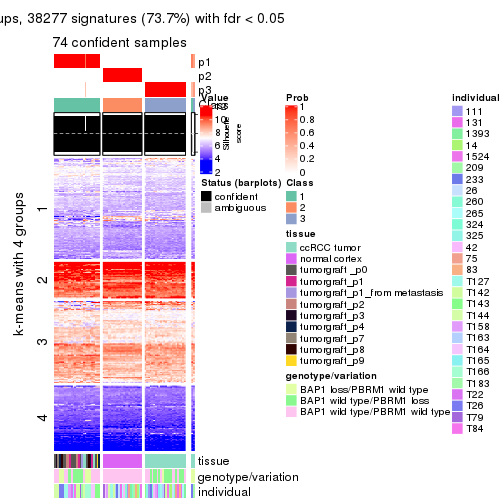 ups, 38277 signatures (73.7%) with fdr < 0.05
74 confident samples
p1
p2
p3
Class
Silhouette score
k-means with 4 groups
1
2
3
4
tissue
genotype/variation
individual
Value
10
8
6
4
2
Status (barplots)
confident
ambiguous
Prob
1
0.8
0.6
0.4
0.2
0
Class
1
2
3
tissue
ccRCC tumor
normal cortex
tumorgraft _p0
tumorgraft_p1
tumorgraft_p1_from metastasis
tumorgraft_p2
tumorgraft_p3
tumorgraft_p4
tumorgraft_p7
tumorgraft_p8
tumorgraft_p9
genotype/variation
BAP1 loss/PBRM1 wild type
BAP1 wild type/PBRM1 loss
BAP1 wild type/PBRM1 wild type
individual
111
131
1393
14
1524
209
233
26
260
265
324
325
42
75
83
T127
T142
T143
T144
T158
T163
T164
T165
T166
T183
T22
T26
T79
T84